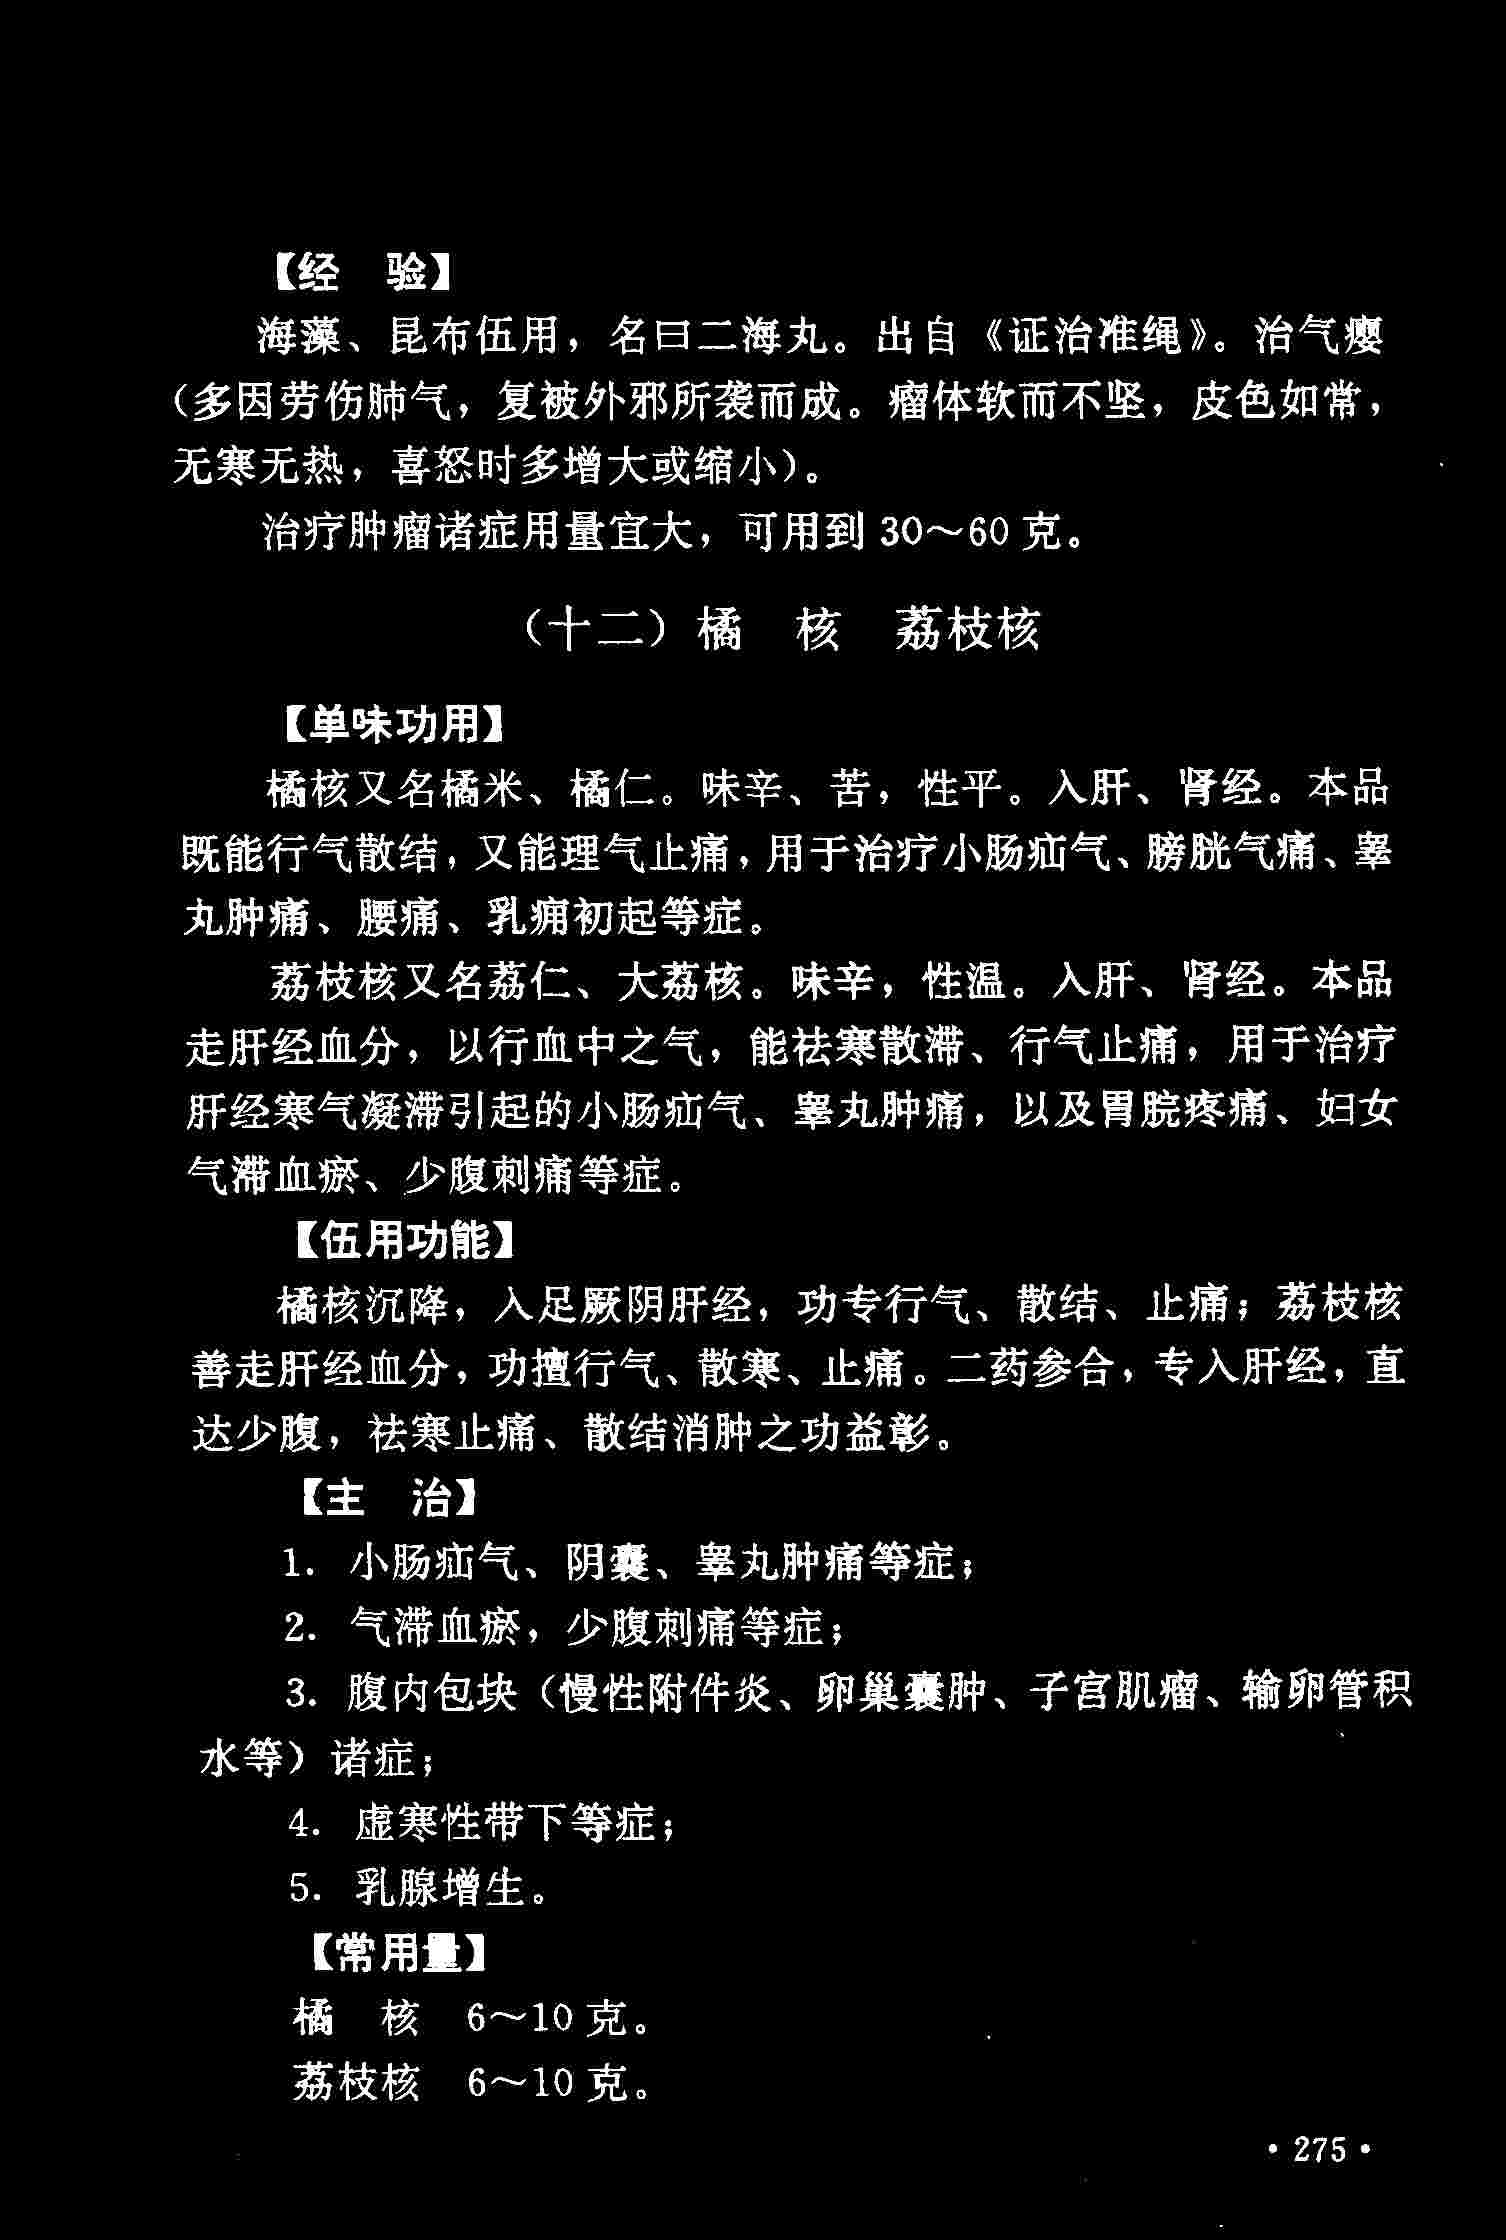 【经　验】
海藻、昆布伍用，名曰二海丸。出自《证治准绳》。治气瘿
（多因劳伤肺气，复被外邪所袭而成。瘤体软而不坚，皮色如常，
无寒无热，喜怒时多增大或缩小）。
治疗肿瘤诸症用量宜大，可用到 30～60 克。
（十二）橘　核　荔枝核
【单味功用】
橘核又名橘米、橘仁。味辛、苦，性平。入肝、肾经。本品
既能行气散结，又能理气止痛，用于治疗小肠疝气、膀胱气痛、睾
丸肿痛、腰痛、乳痈初起等症。
荔枝核又名荔仁、大荔核。味辛，性温。入肝、肾经。本品
走肝经血分，以行血中之气，能祛寒散滞、行气止痛，用于治疗
肝经寒气凝滞引起的小肠疝气、睾丸肿痛，以及胃脘疼痛、妇女
气滞血瘀、少腹刺痛等症。
【伍用功能】
橘核沉降，入足厥阴肝经，功专行气、散结、止痛；荔枝核
善走肝经血分，功擅行气、散寒、止痛。二药参合，专入肝经，直
达少腹，祛寒止痛、散结消肿之功益彰。
【主　治】
1. 小肠疝气、阴囊、睾丸肿痛等症；
2. 气滞血瘀，少腹刺痛等症；
3. 腹内包块（慢性附件炎、卵巢囊肿、子宫肌瘤、输卵管积
水等）诸症；
4. 虚寒性带下等症；
5. 乳腺增生。
【常用量】
橘　核　6～10 克。
荔枝核　6～10 克。
· 275 ·